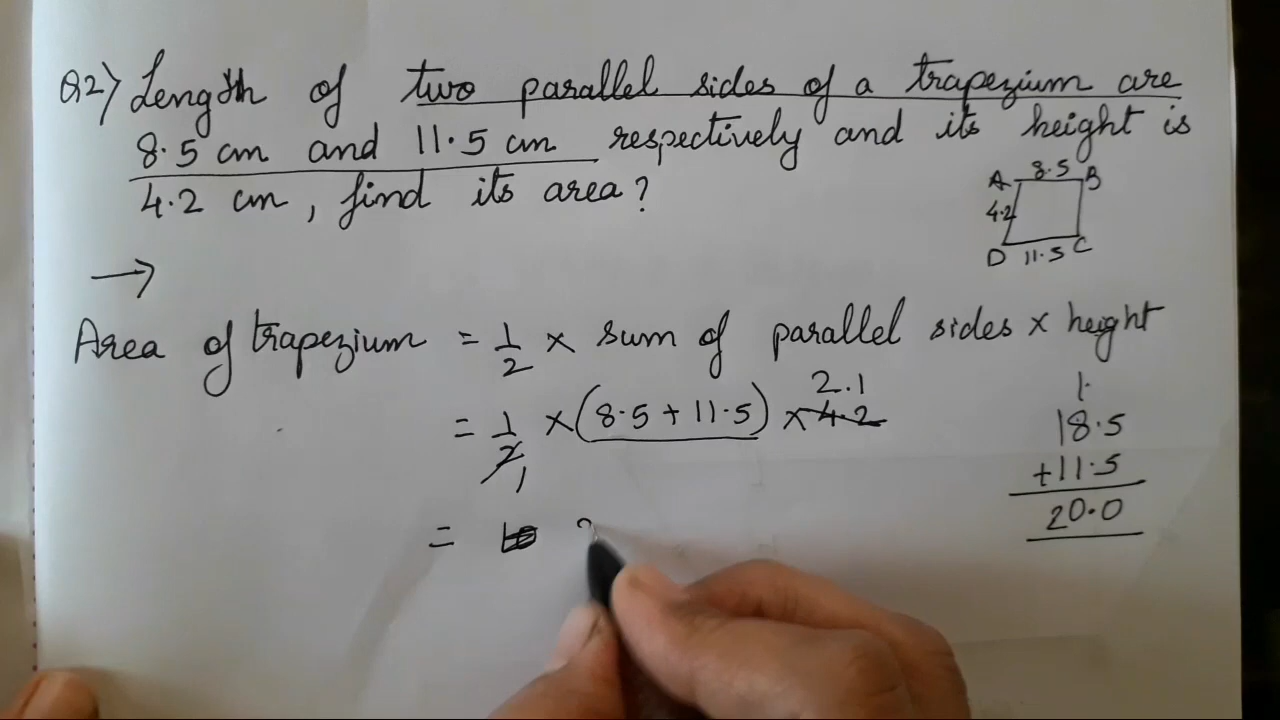 Q2) Length of two parallel sides of a trapezium are
8.5 cm and 11.5 cm respectively and its height is
4.2 cm, find its area?
A 8.5 B
4.2
D 11.5 C
→
Area of trapezium = 1/2 × sum of parallel sides × height
2.1
= 1/2 × (8.5 + 11.5) × 4.2
1
=
1.
18.5
+11.5
20.0